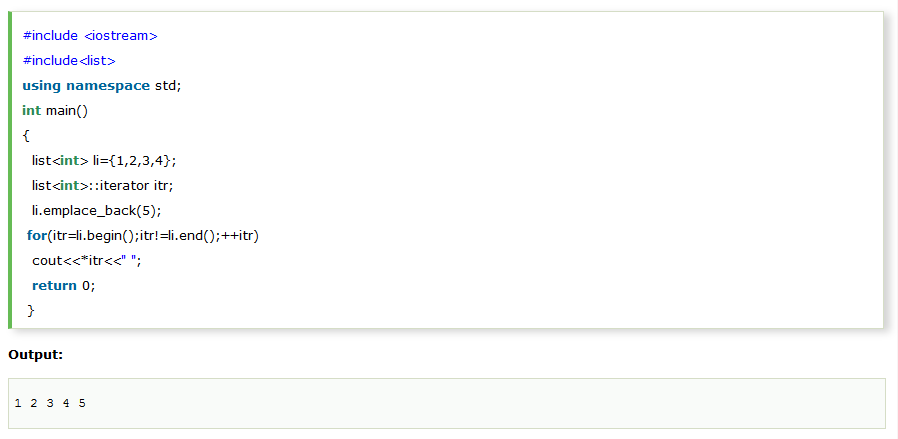 #include <iostream>
#include<list>
using namespace std;
int main()
{
list<int> li={1,2,3,4};
list<int>::iterator itr;
li.emplace_back(5);
for(itr=li.begin();itr!=li.end();++itr)
cout<<*itr<<" ";
return 0;
}
Output:
1 2 3 4 5